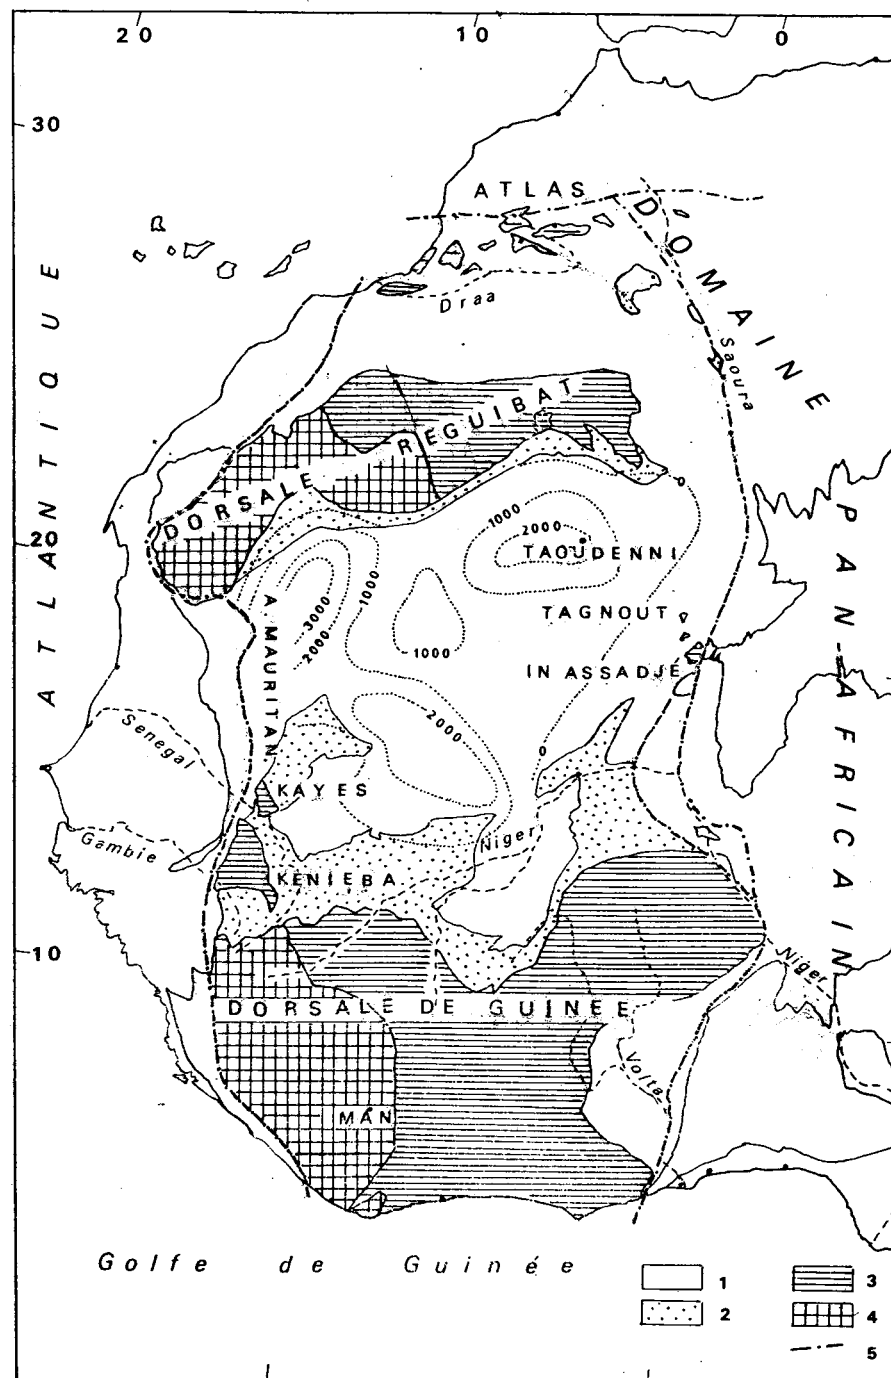 20
10
0
30
ATLAS
DOMAINE
Draa
Saoura
ATLANTIQUE
DORSALE REGUIBAT
0
1000
2000
TAOUDENNI
20
PAN-AFRICAIN
3000
2000
1000
1000
TAGNOUT
A. MAURITAN
IN ASSADJÉ
2000
0
Senegal
KAYES
Gambie
Niger
KENIEBA
10
Niger
DORSALE DE GUINEE
Volta
MAN
Golfe de Guinée
1
3
2
4
5